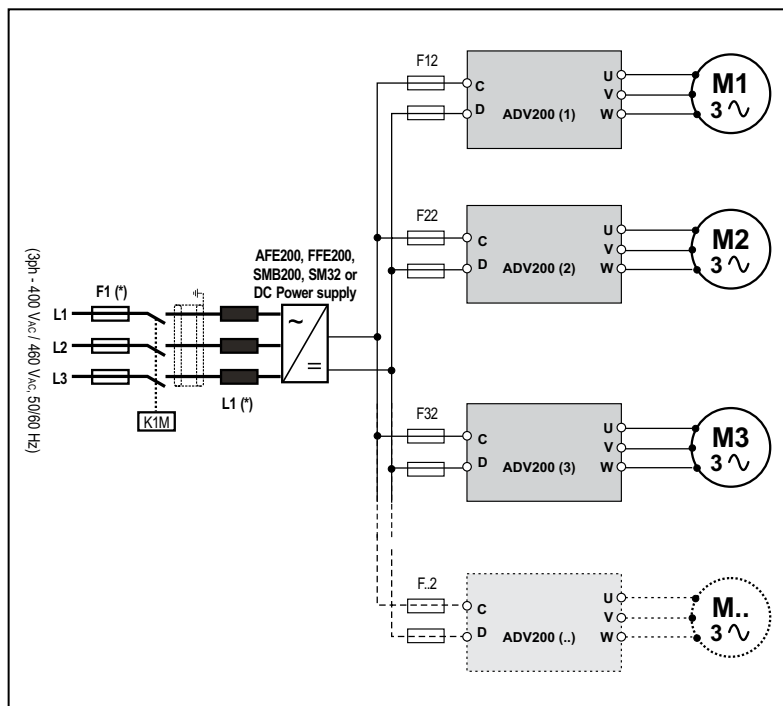 (3ph - 400 VAC / 460 VAC, 50/60 Hz)
L1
L2
L3
F1 (*)
K1M
L1 (*)
AFE200, FFE200,
SMB200, SM32 or
DC Power supply
~
=
F12
C
D
ADV200 (1)
U
V
W
M1
3 ∿
F22
C
D
ADV200 (2)
U
V
W
M2
3 ∿
F32
C
D
ADV200 (3)
U
V
W
M3
3 ∿
F..2
C
D
ADV200 (..)
U
V
W
M..
3 ∿